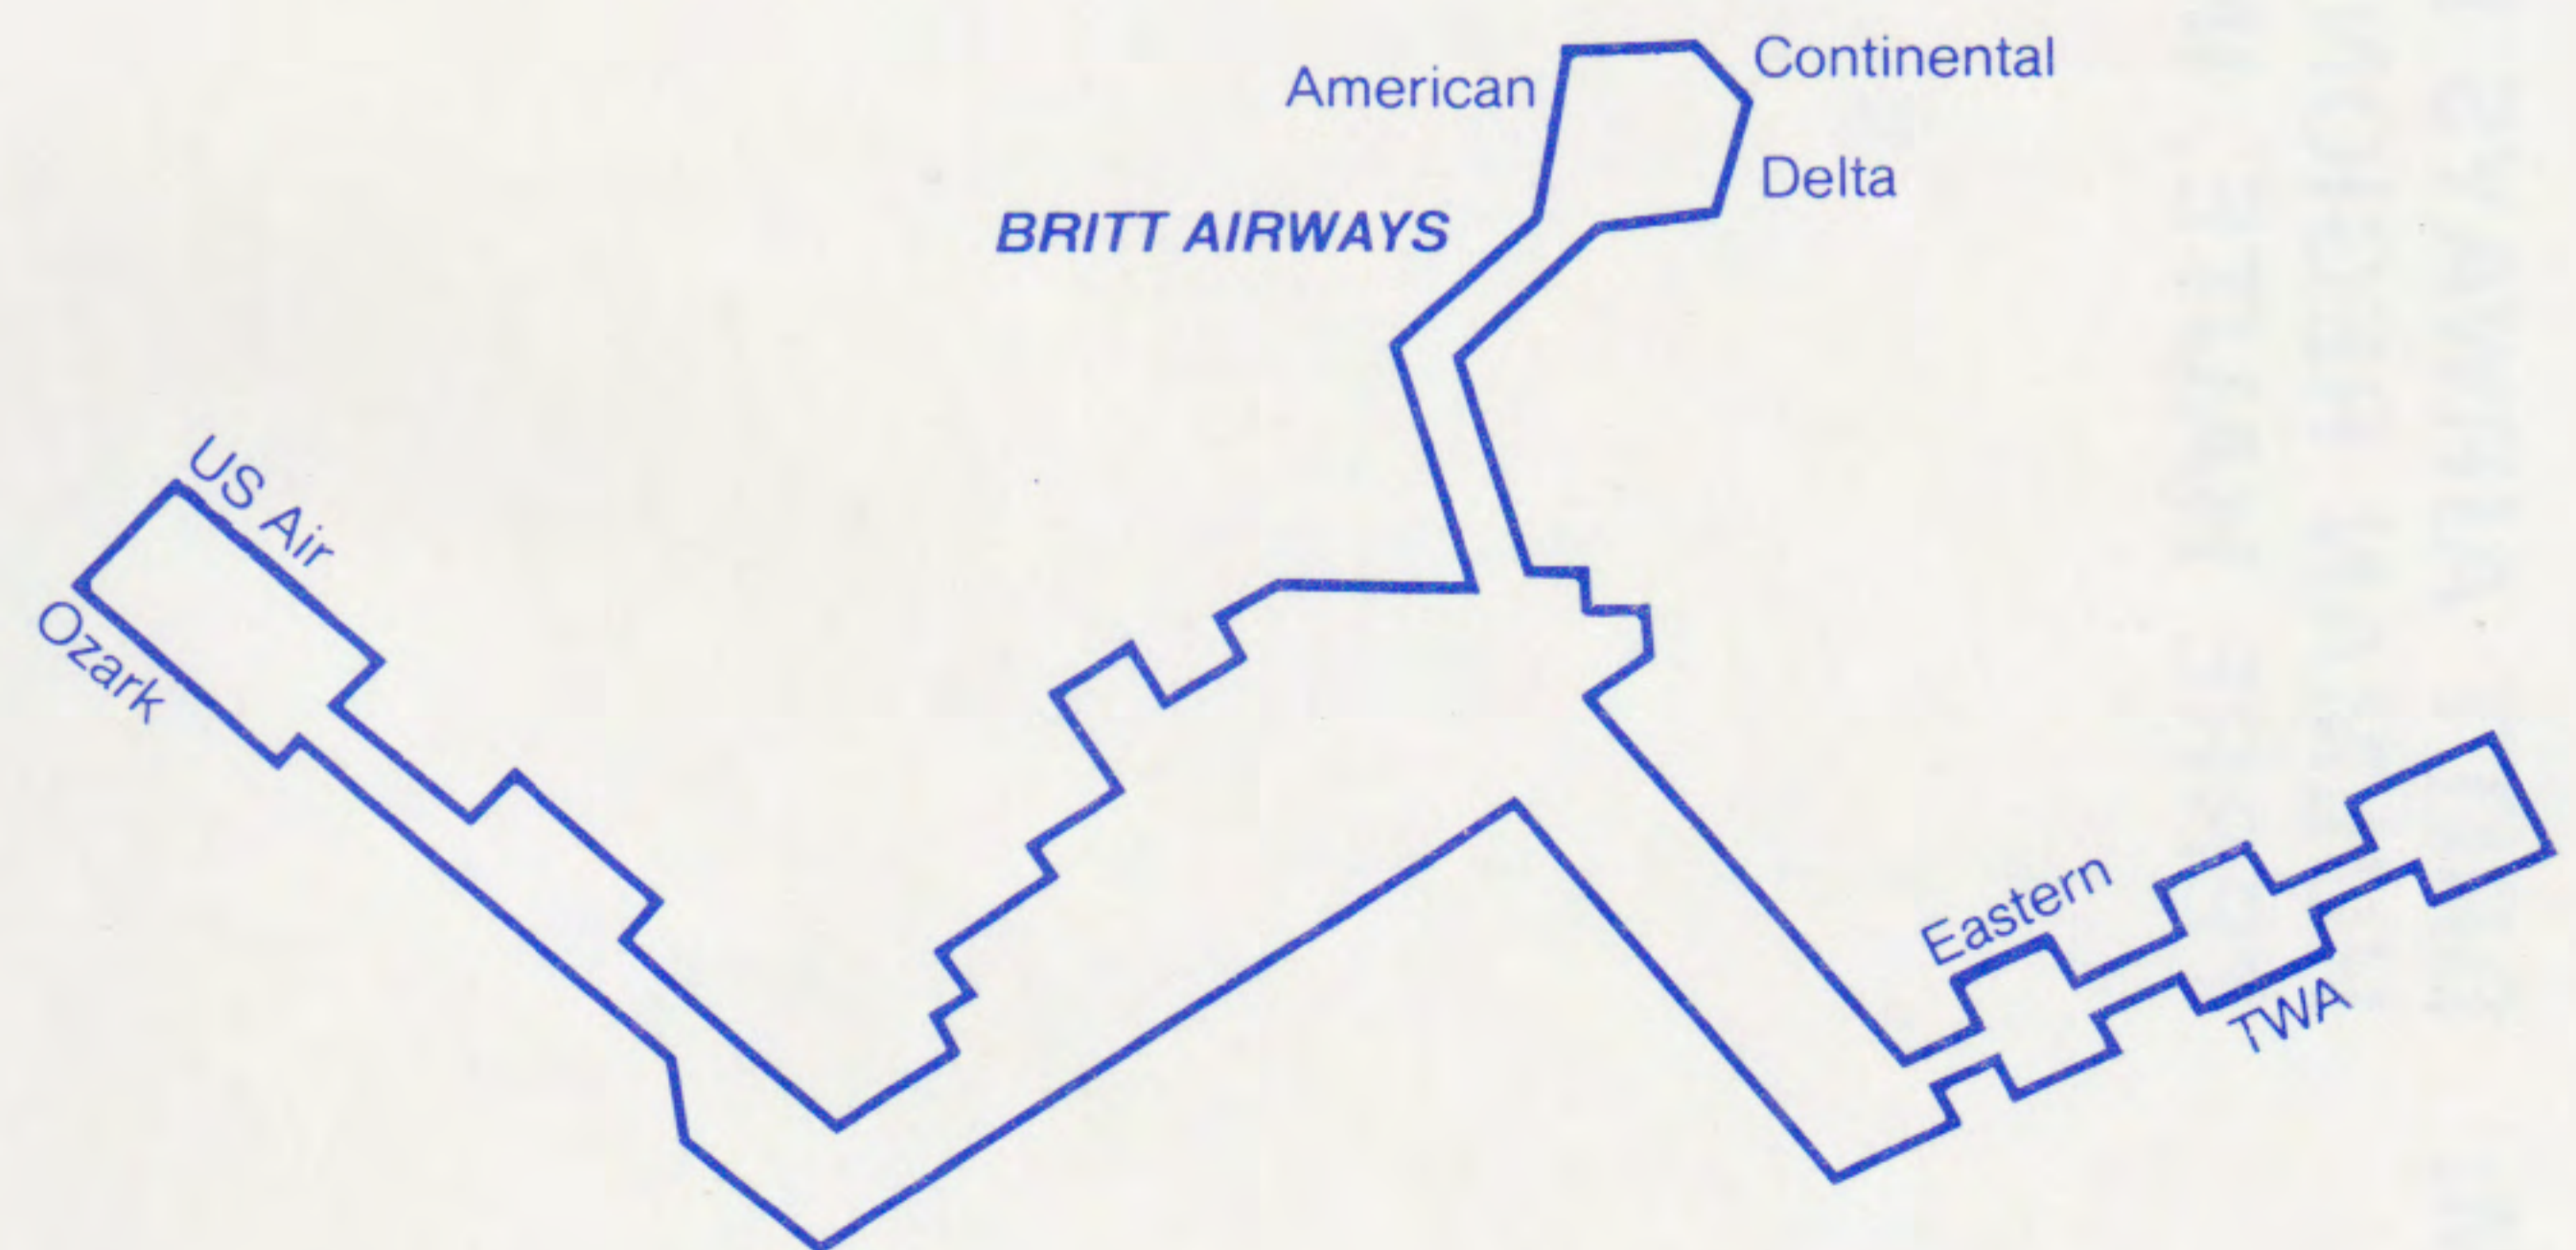 Continental
American
Delta
BRITT AIRWAYS
US Air
Ozark
Eastern
TWA